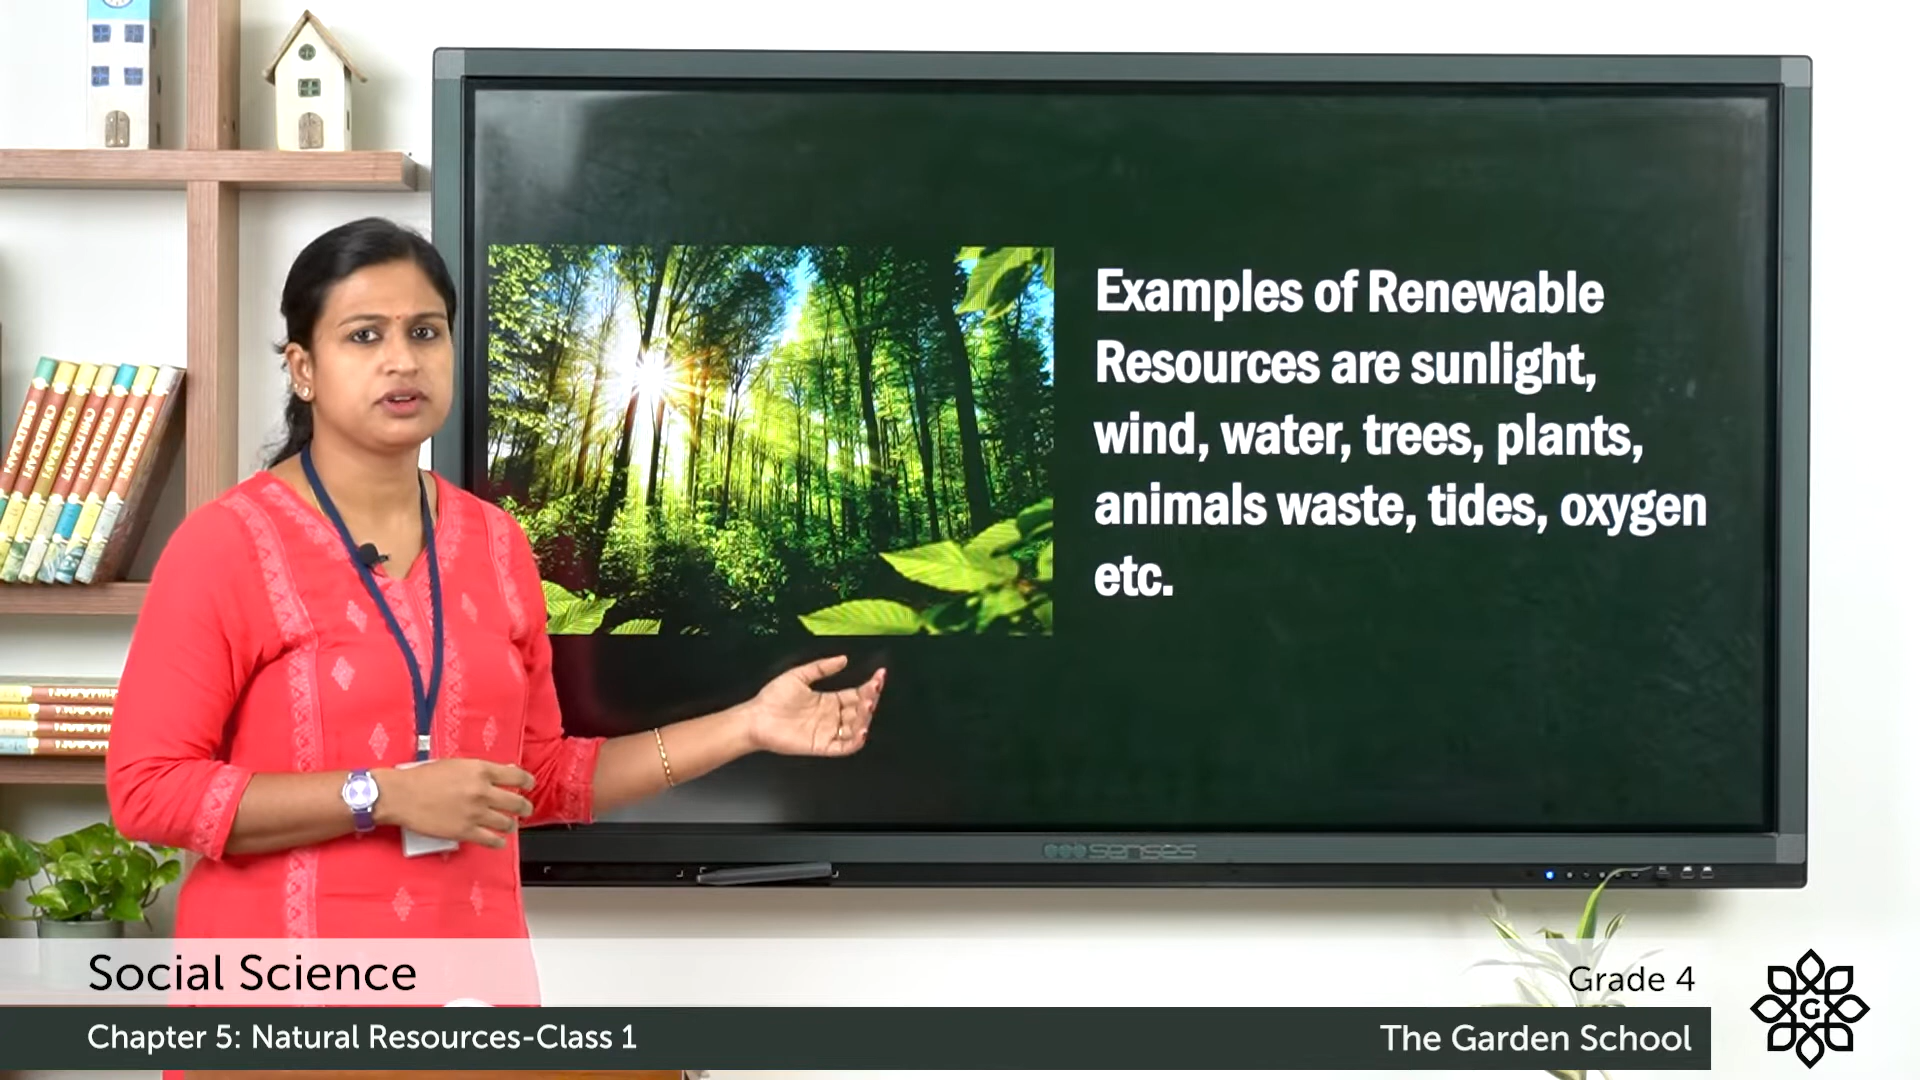 Examples of Renewable
Resources are sunlight,
wind, water, trees, plants,
animals waste, tides, oxygen
etc.
senses
Social Science
Grade 4
Chapter 5: Natural Resources-Class 1
The Garden School
G